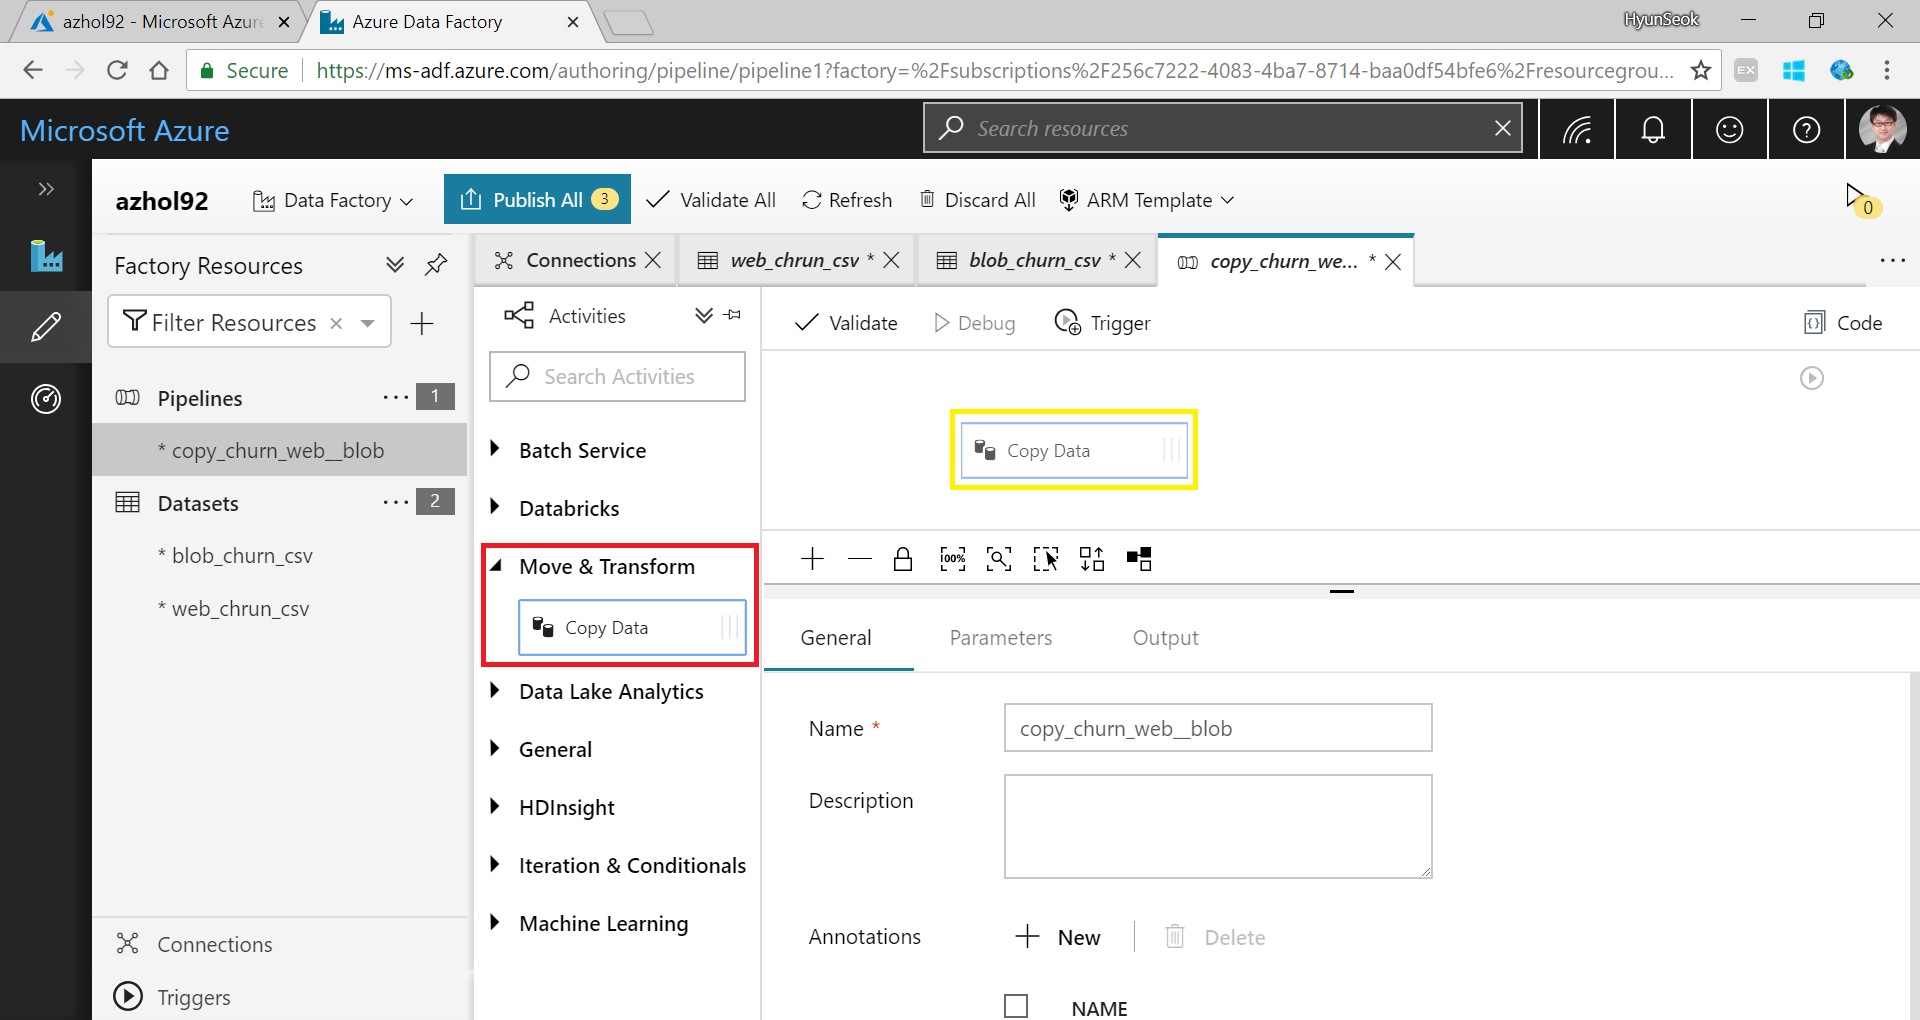 azhol92 - Microsoft Azure
Azure Data Factory
HyunSeok
Secure
https://ms-adf.azure.com/authoring/pipeline/pipeline1?factory=%2Fsubscriptions%2F256c7222-4083-4ba7-8714-baa0df54bfe6%2Fresourcegrou...
EX
Microsoft Azure
Search resources
azhol92
Data Factory
Publish All 3
Validate All
Refresh
Discard All
ARM Template
0
Factory Resources
Connections
web_chrun_csv *
blob_churn_csv *
copy_churn_we... *
...
Filter Resources
Activities
Validate
Debug
Trigger
Code
Search Activities
Pipelines ... 1
* copy_churn_web__blob
Datasets ... 2
* blob_churn_csv
* web_chrun_csv
Connections
Triggers
Batch Service
Databricks
Move & Transform
Copy Data
Data Lake Analytics
General
HDInsight
Iteration & Conditionals
Machine Learning
Copy Data
100%
General
Parameters
Output
Name *
copy_churn_web__blob
Description
Annotations
New
Delete
NAME